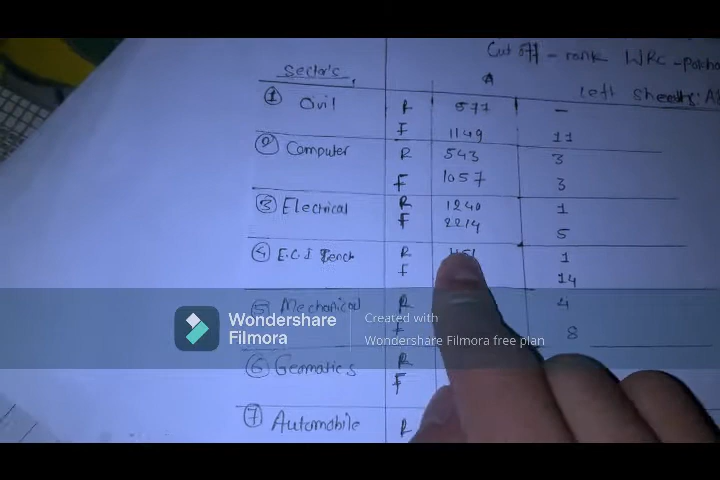 Cut off - rank WRC - pokha
Sector's A left sheets: A
① Civil R 577 -
F 1149 11
② Computer R 543 3
F 1057 3
③ Electrical R 1240 1
F 2214 5
④ E.C.I R 1
F 14
⑤ Mechanical R 4
F 8
⑥ Geomatics R
F
⑦ Automobile R
Wondershare
Filmora
Created with
Wondershare Filmora free plan